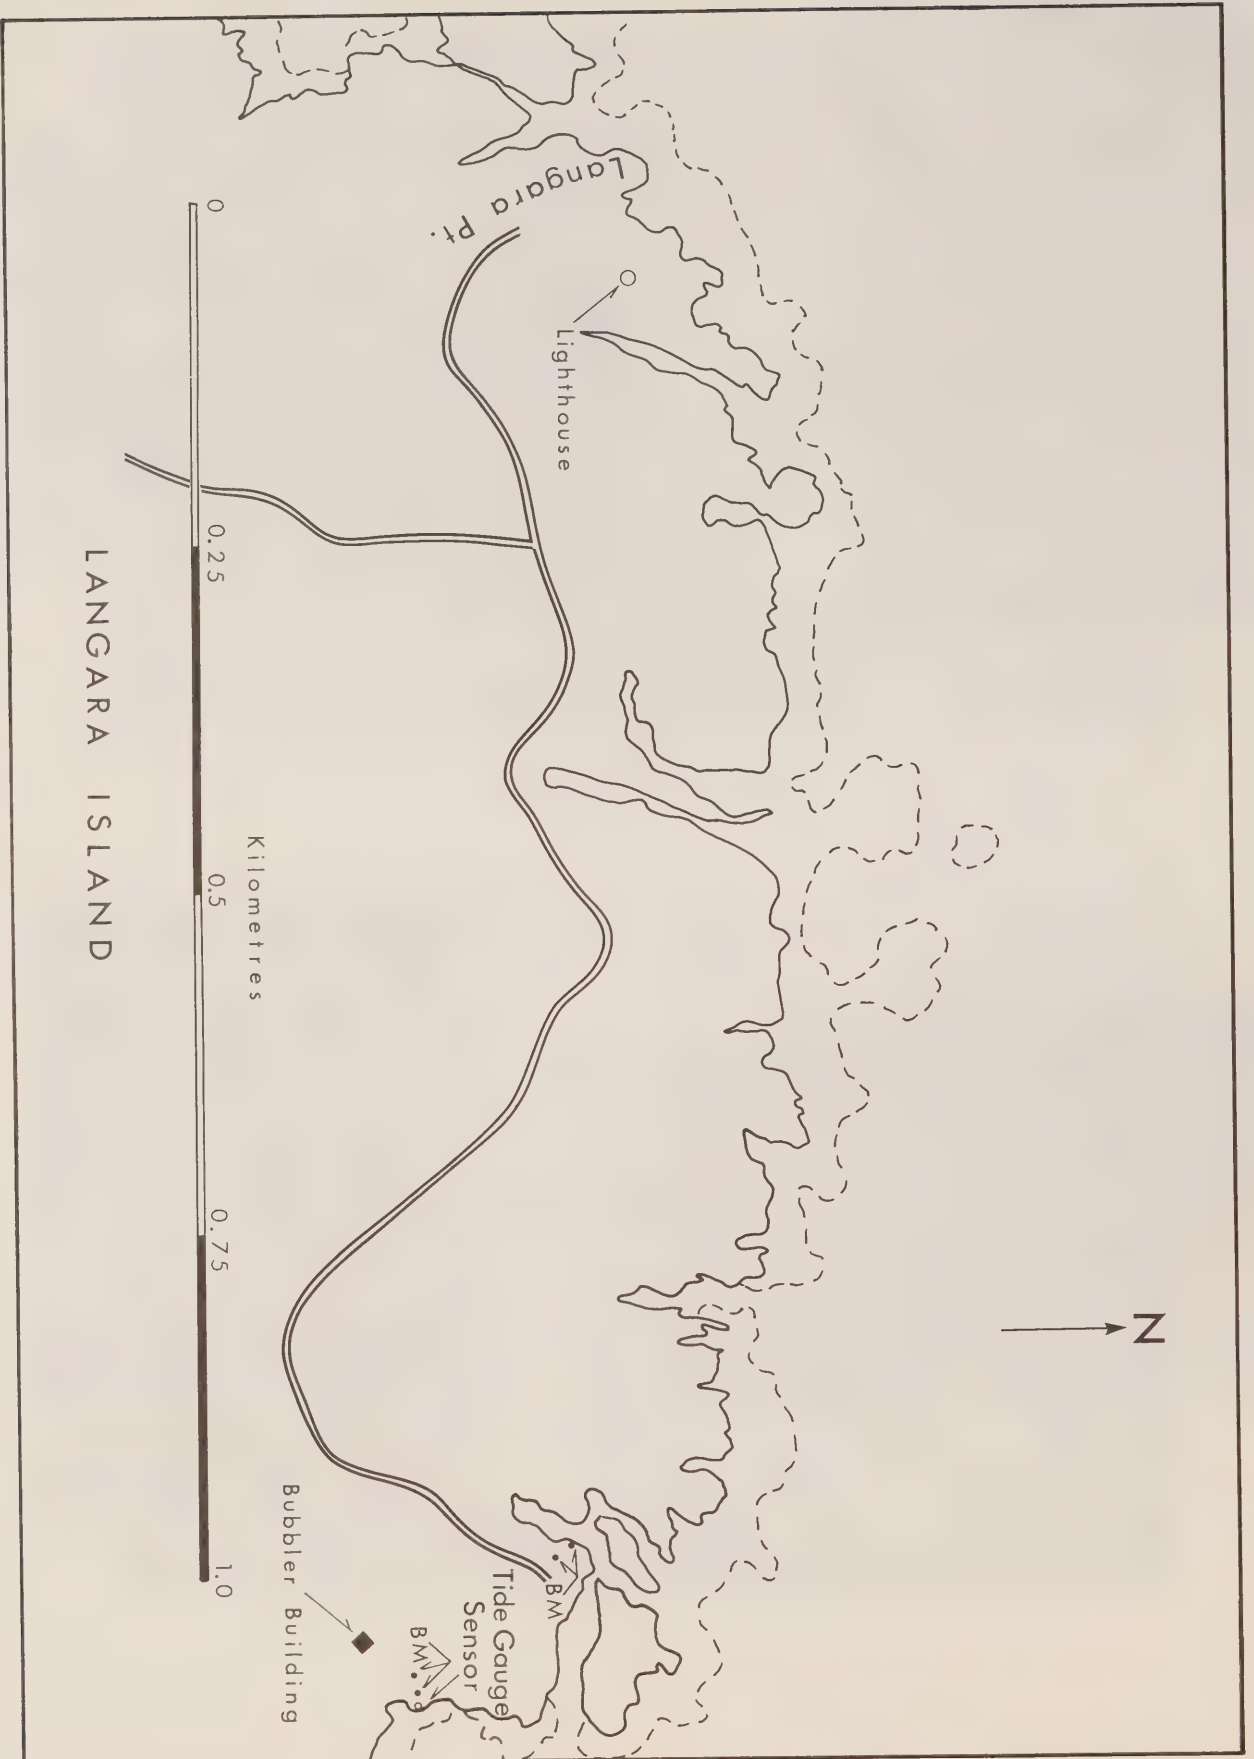 N
Langara Pt.
Lighthouse
BM
Tide Gauge
Sensor
BM
Bubbler Building
Kilometres
0
0.25
0.5
0.75
1.0
LANGARA ISLAND